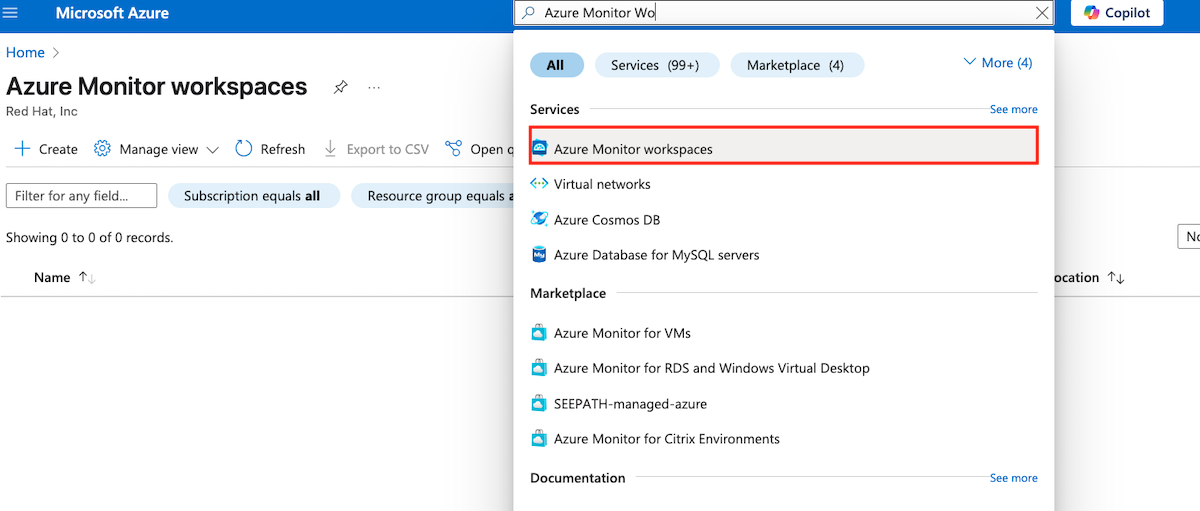 Microsoft Azure
Azure Monitor Wo
Copilot
Home
Azure Monitor workspaces
Red Hat, Inc
Create
Manage view
Refresh
Export to CSV
Open
Filter for any field...
Subscription equals all
Resource group equals
Showing 0 to 0 of 0 records.
Name
ocation
All
Services (99+)
Marketplace (4)
More (4)
Services
See more
Azure Monitor workspaces
Virtual networks
Azure Cosmos DB
Azure Database for MySQL servers
Marketplace
Azure Monitor for VMs
Azure Monitor for RDS and Windows Virtual Desktop
SEEPATH-managed-azure
Azure Monitor for Citrix Environments
Documentation
See more